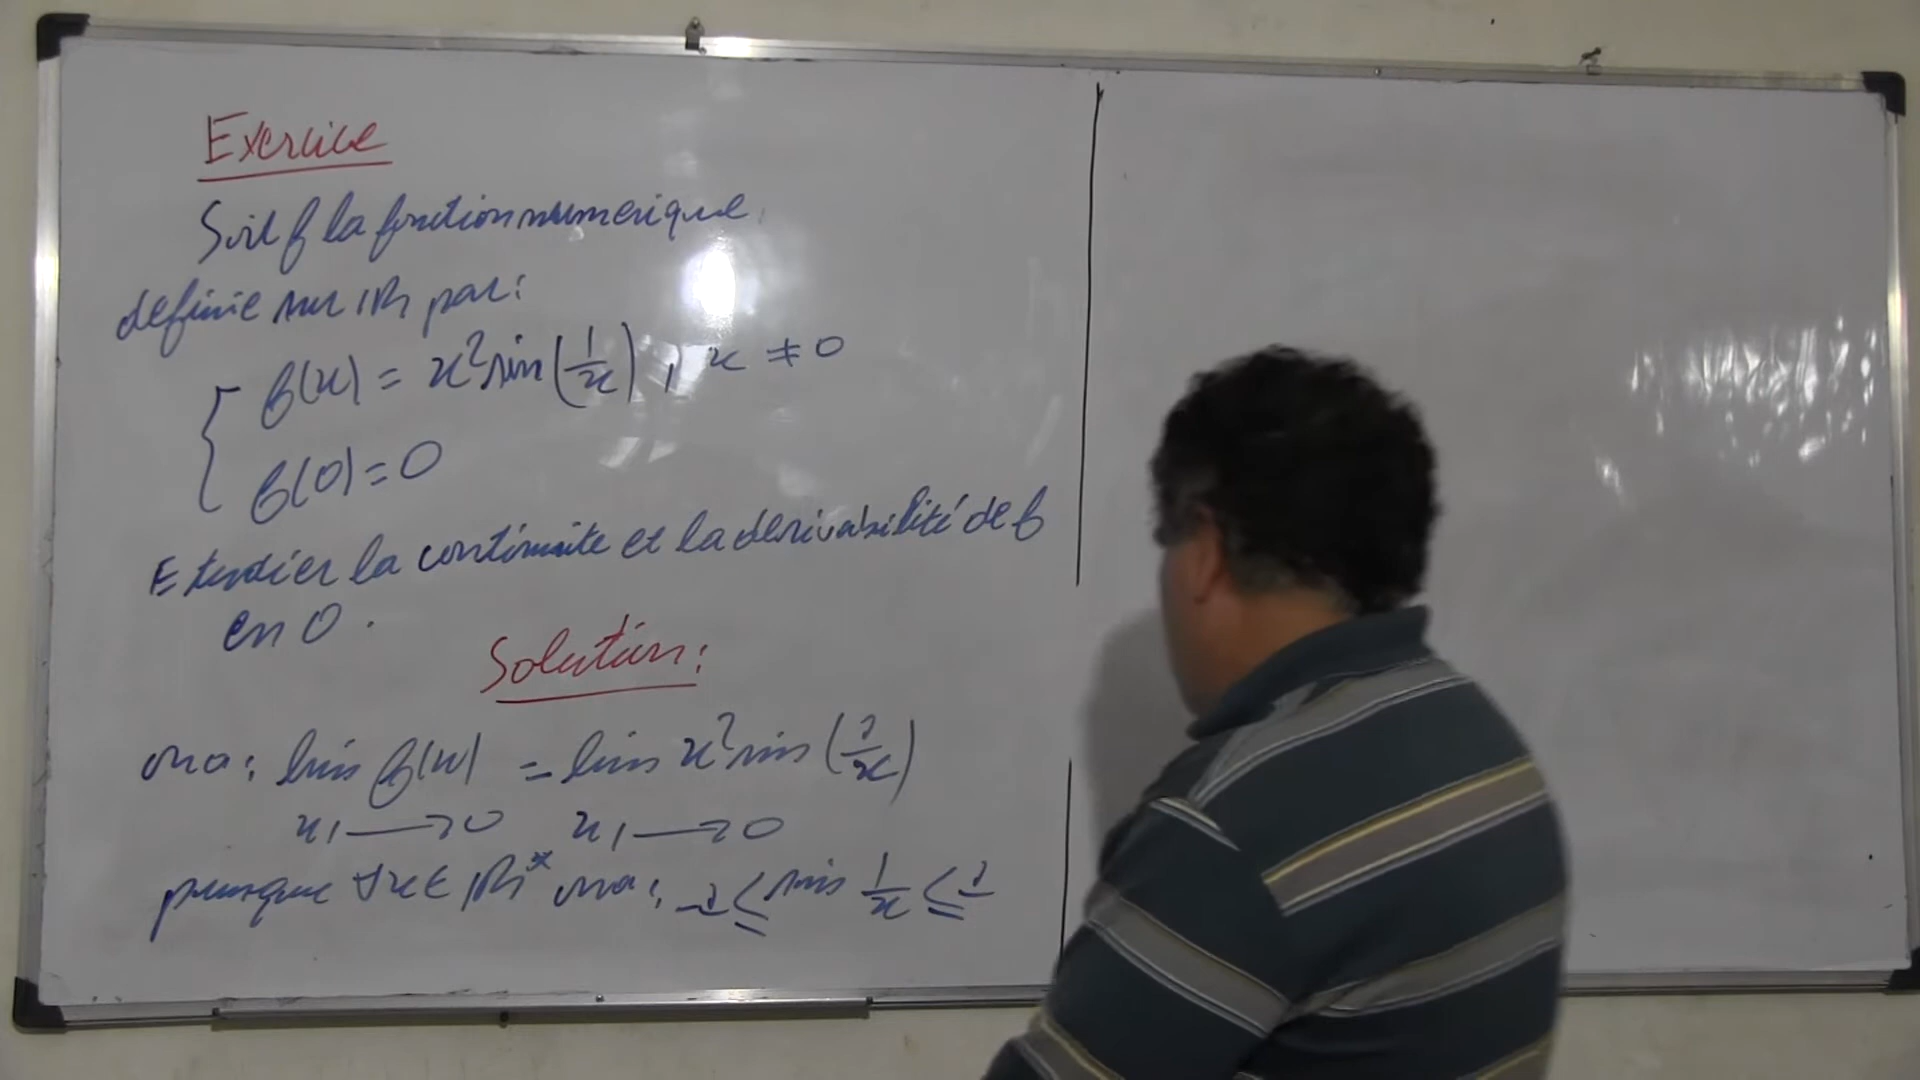 Exercice
Soit f la fonction numerique
definie sur IR par:
f(x) = x² sin(1/x), x ≠ 0
f(0) = 0
Etudier la continuite et la derivabilité de f
en 0.
Solution:
on a: lim f(x) = lim x² sin(1/x)
x ⟼ 0 x ⟼ 0
puisque ∀x ∈ IR* on a: -1 ≤ sin 1/x ≤ 1